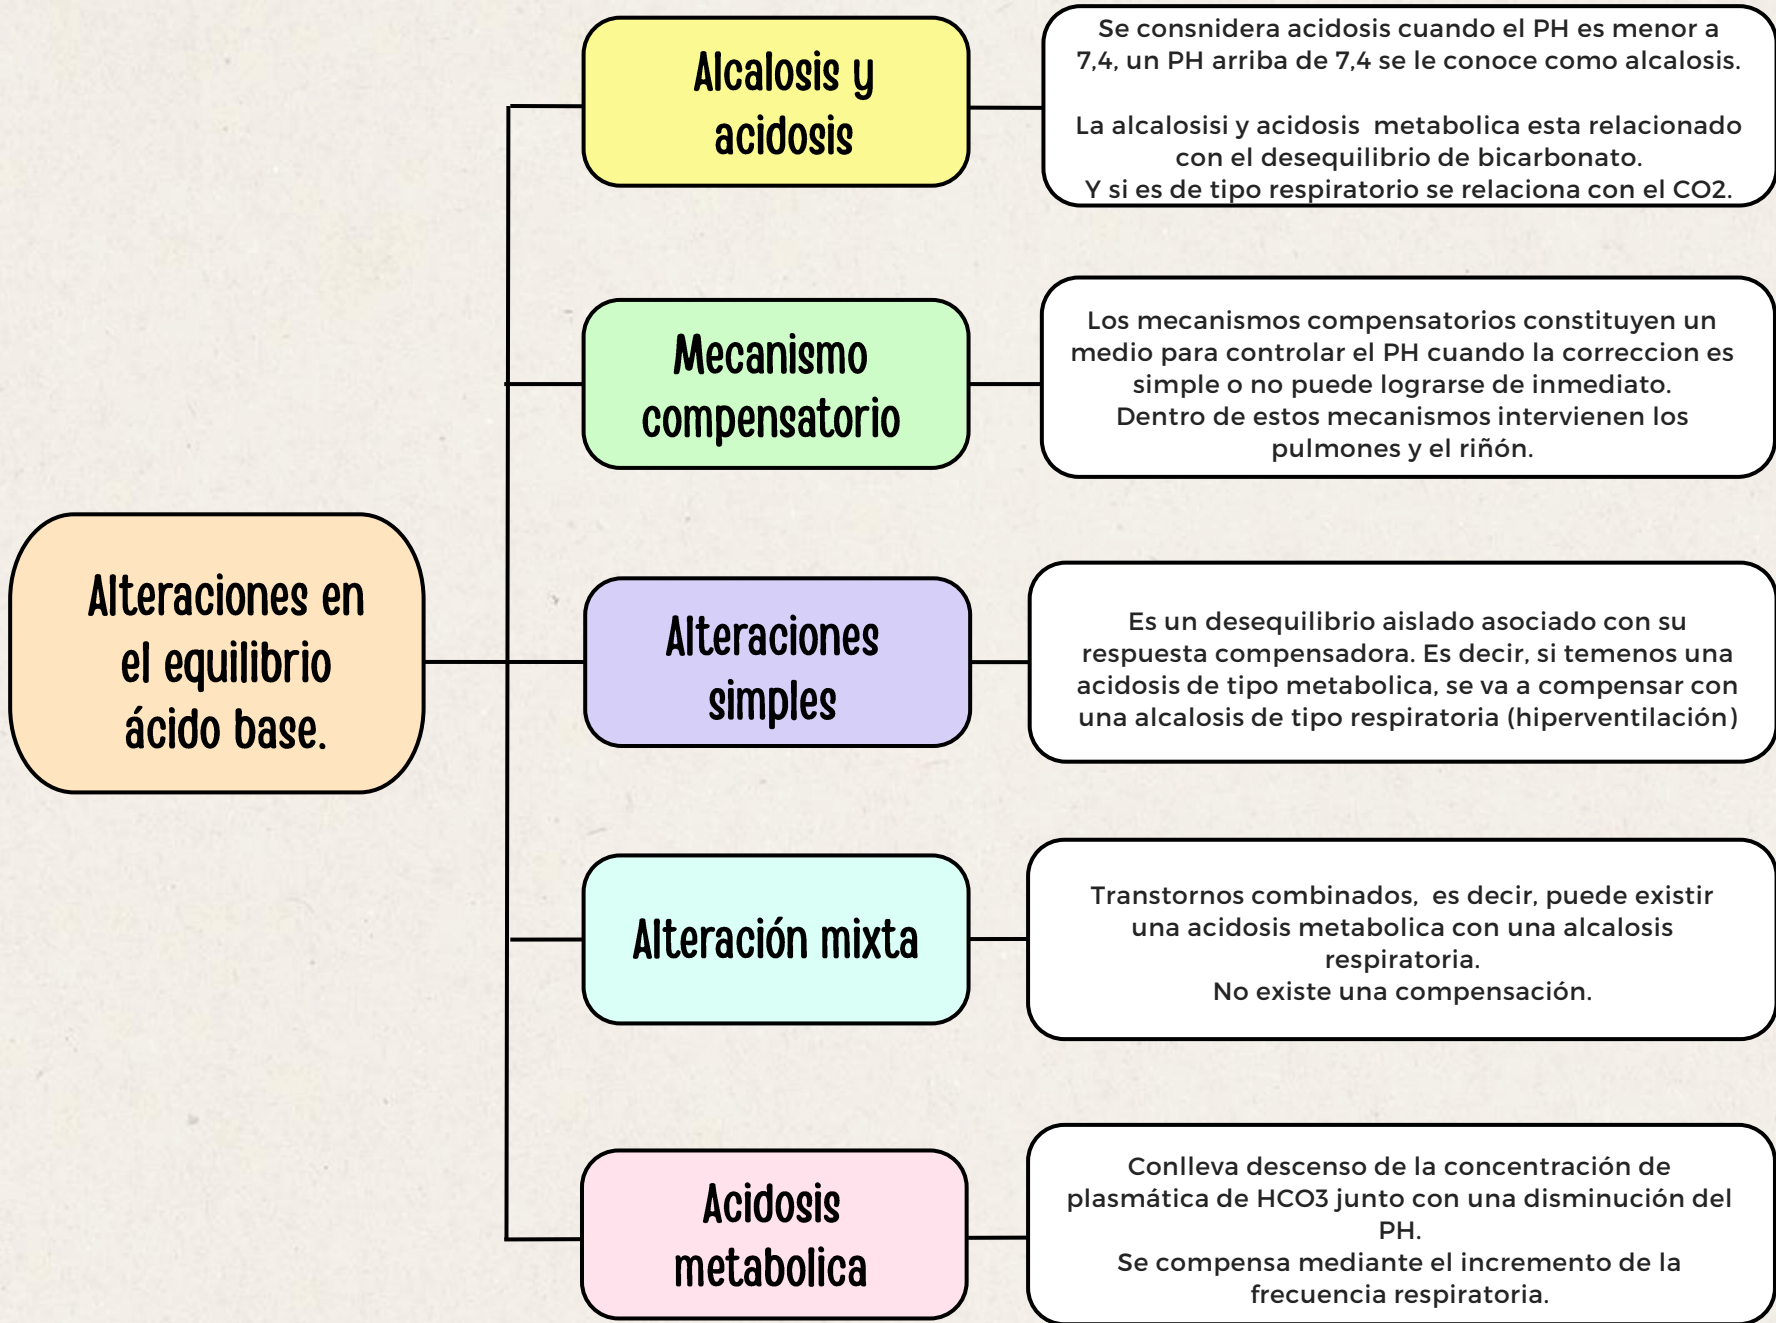 Alteraciones en
el equilibrio
ácido base.
Alcalosis y
acidosis
Se consnidera acidosis cuando el PH es menor a
7,4, un PH arriba de 7,4 se le conoce como alcalosis.
La alcalosisi y acidosis metabolica esta relacionado
con el desequilibrio de bicarbonato.
Y si es de tipo respiratorio se relaciona con el CO2.
Mecanismo
compensatorio
Los mecanismos compensatorios constituyen un
medio para controlar el PH cuando la correccion es
simple o no puede lograrse de inmediato.
Dentro de estos mecanismos intervienen los
pulmones y el riñón.
Alteraciones
simples
Es un desequilibrio aislado asociado con su
respuesta compensadora. Es decir, si temenos una
acidosis de tipo metabolica, se va a compensar con
una alcalosis de tipo respiratoria (hiperventilación)
Alteración mixta
Transtornos combinados, es decir, puede existir
una acidosis metabolica con una alcalosis
respiratoria.
No existe una compensación.
Acidosis
metabolica
Conlleva descenso de la concentración de
plasmática de HCO3 junto con una disminución del
PH.
Se compensa mediante el incremento de la
frecuencia respiratoria.